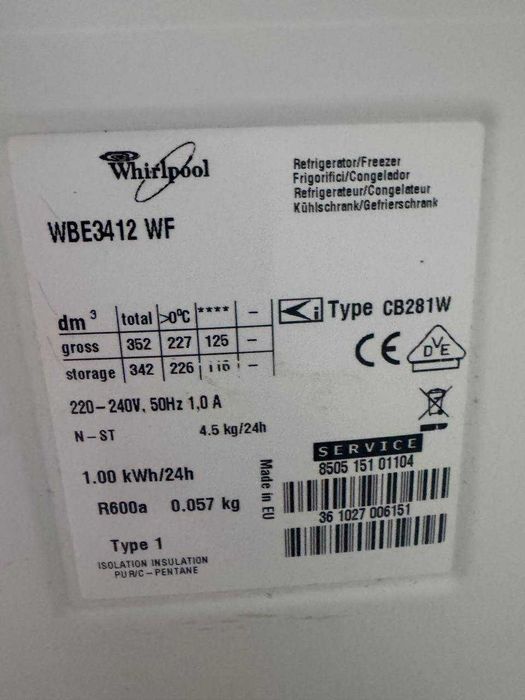 Whirlpool
Refrigerator/Freezer
Frigorifici/Congelador
Refrigerateur/Congelateur
Kühlschrank/Gefrierschrank
WBE3412 WF
dm³ total >0°C **** –
gross 352 227 125 –
storage 342 226 –
i Type CB281W
CE
DVE
220–240V, 50Hz 1,0 A
N–ST 4.5 kg/24h
1.00 kWh/24h
R600a 0.057 kg
Type 1
ISOLATION INSULATION
PUR/C–PENTANE
Made in EU
SERVICE
8505 151 01104
36 1027 006151